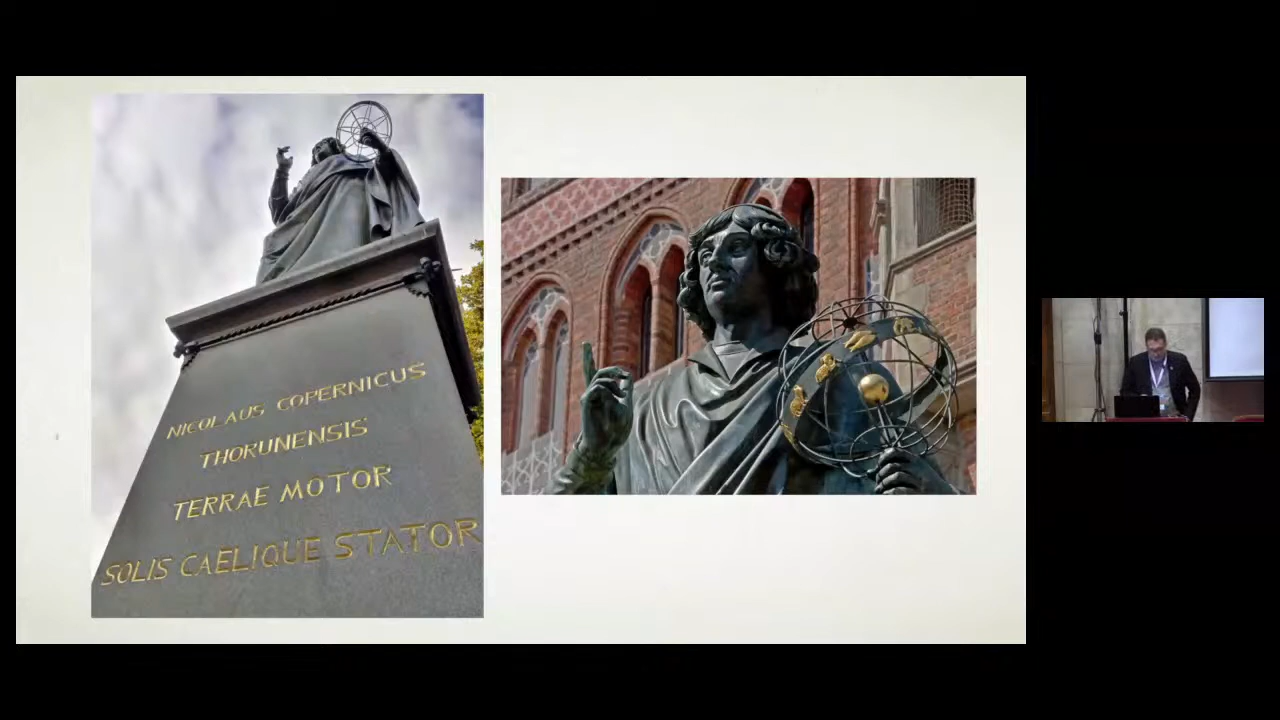 NICOLAUS COPERNICUS
THORUNENSIS
TERRAE MOTOR
SOLIS CAELIQUE STATOR